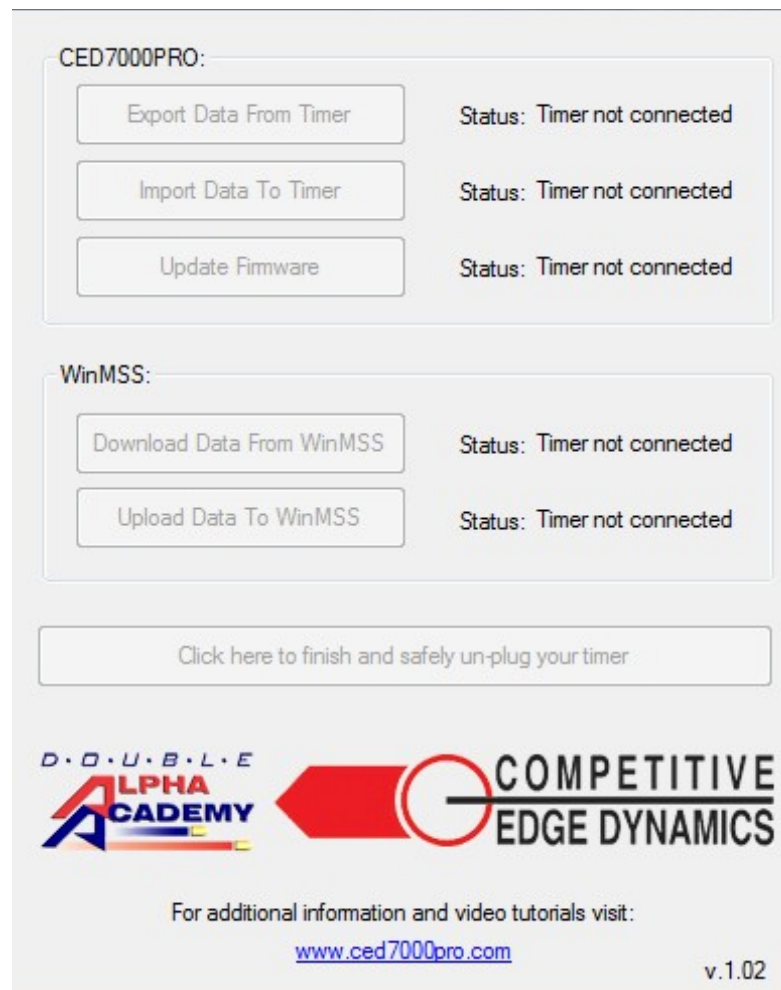 CED7000PRO:
Export Data From Timer Status: Timer not connected
Import Data To Timer Status: Timer not connected
Update Firmware Status: Timer not connected
WinMSS:
Download Data From WinMSS Status: Timer not connected
Upload Data To WinMSS Status: Timer not connected
Click here to finish and safely un-plug your timer
D·O·U·B·L·E
ALPHA
ACADEMY
COMPETITIVE
EDGE DYNAMICS
For additional information and video tutorials visit:
www.ced7000pro.com
v.1.02